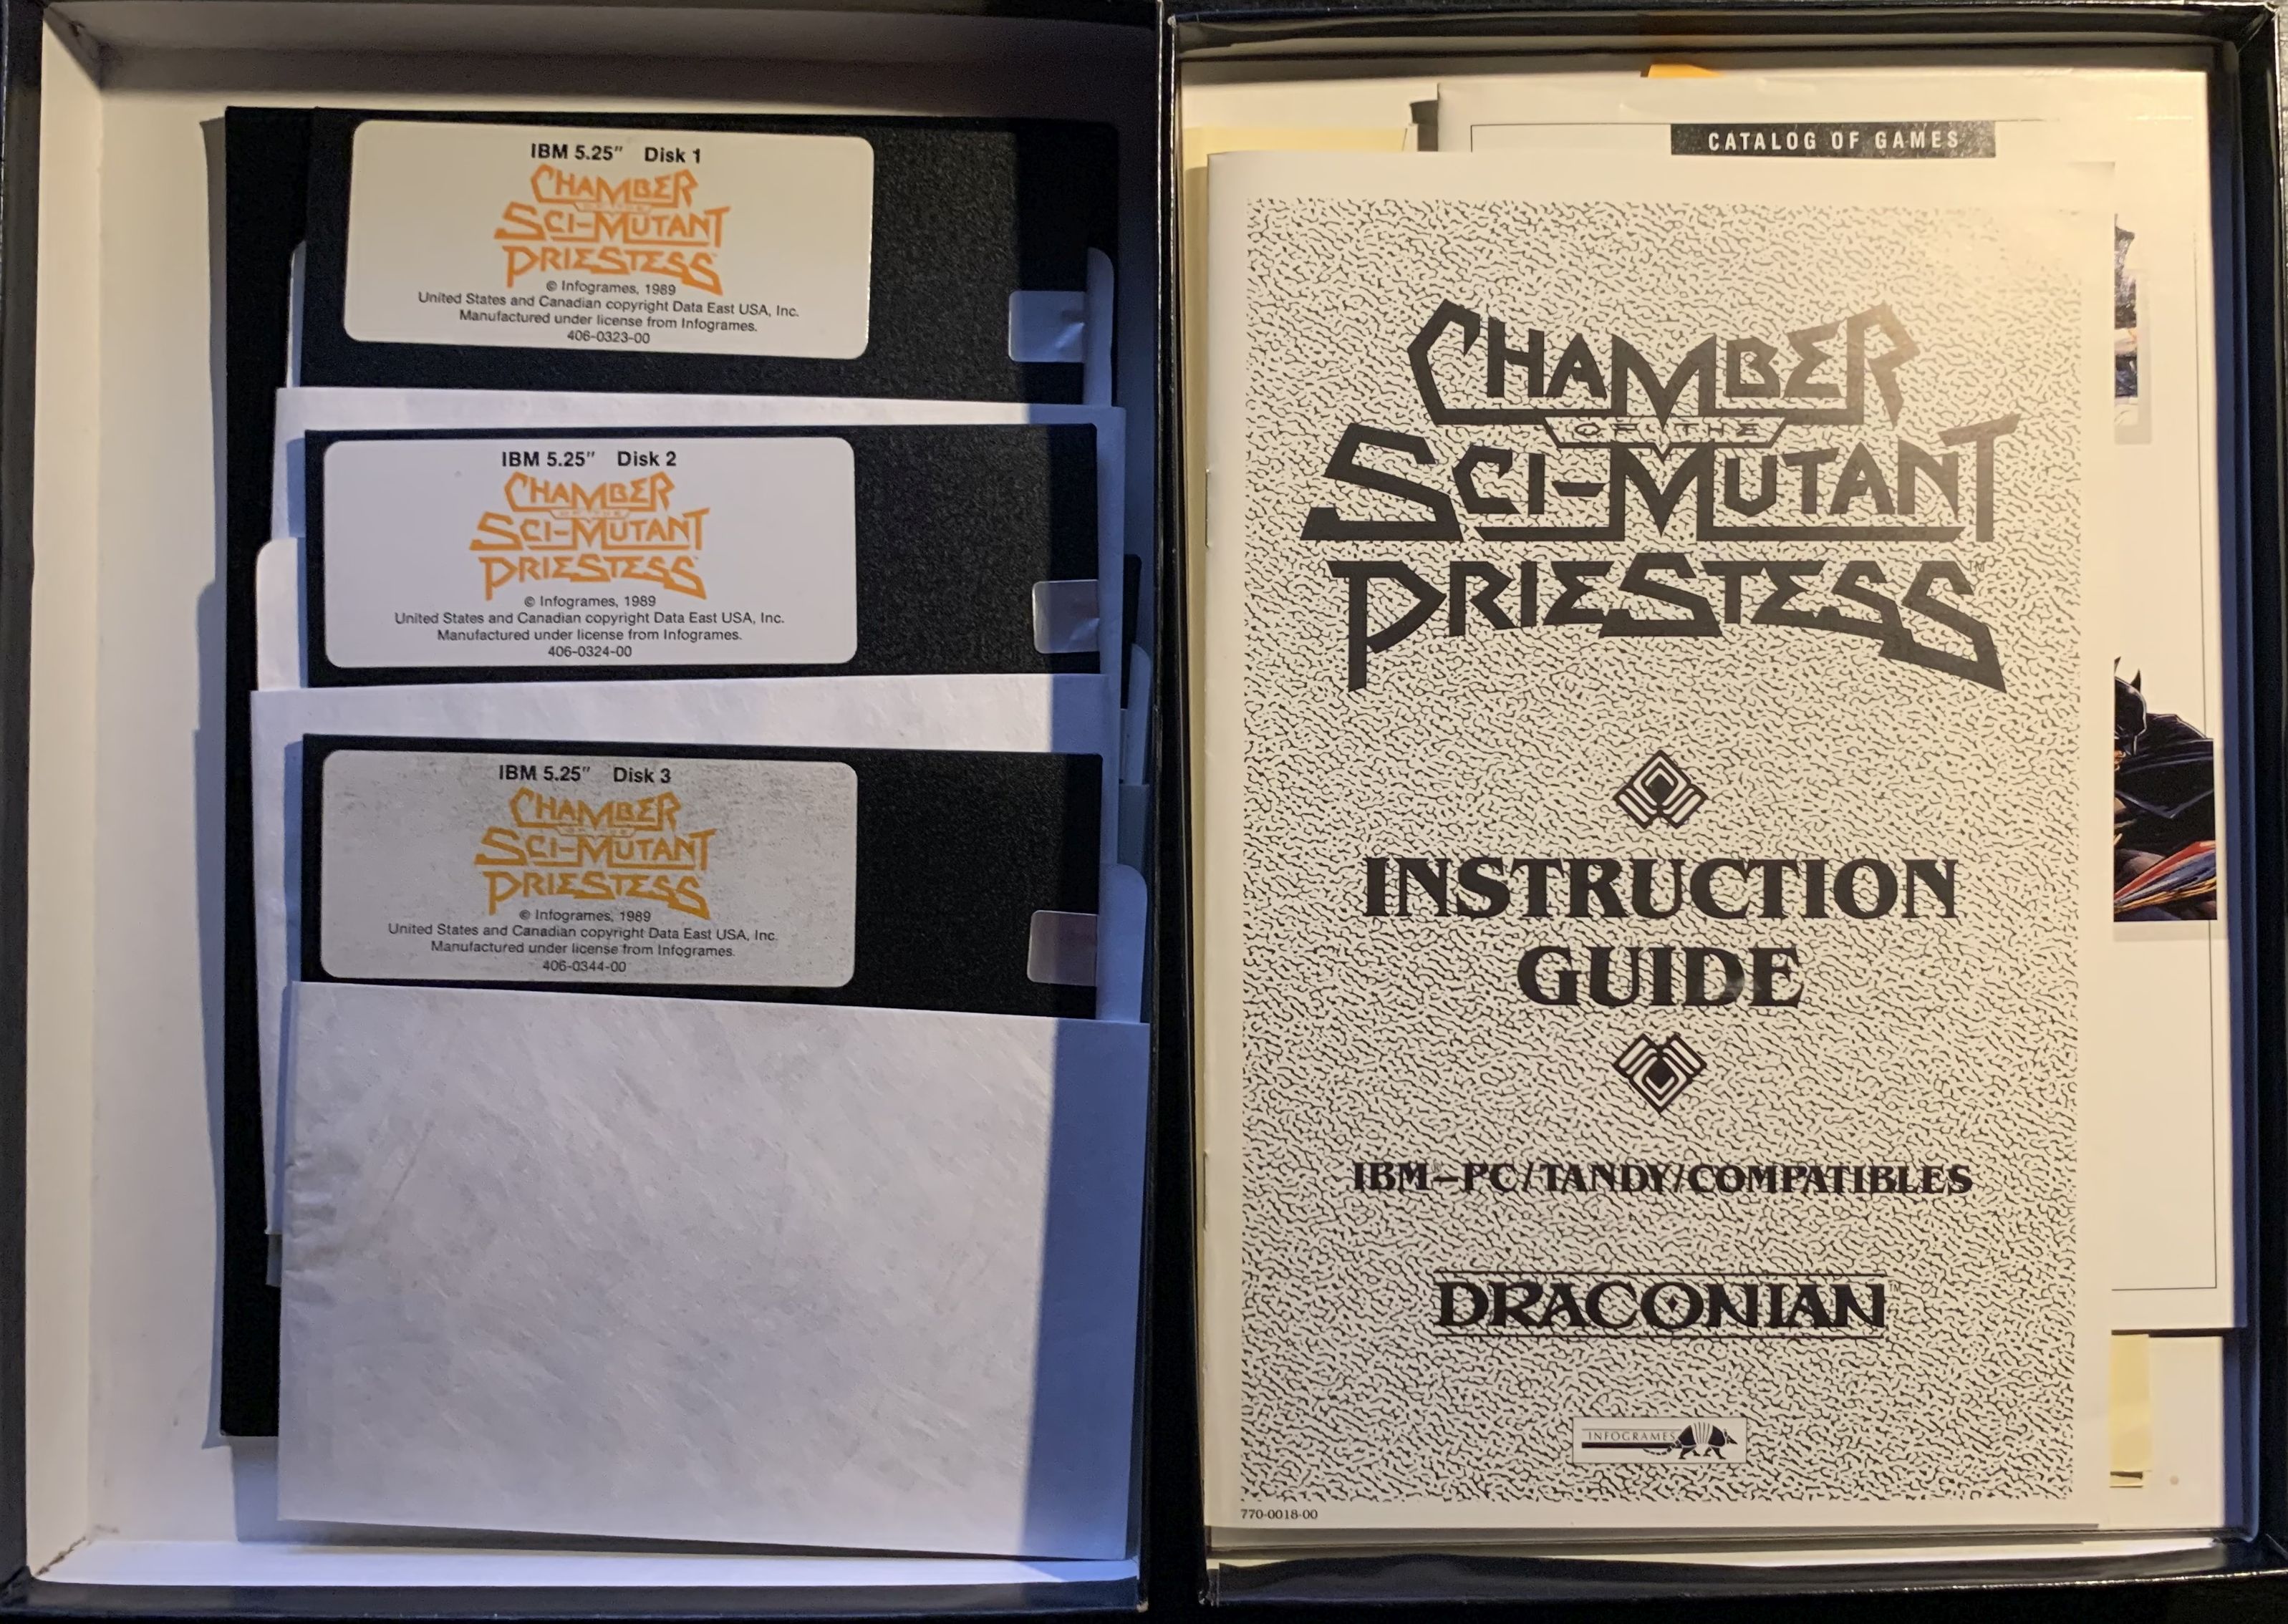 IBM 5.25" Disk 1
CHAMBER
OF THE
SCI-MUTANT
PRIESTESS
© Infogrames, 1989
United States and Canadian copyright Data East USA, Inc.
Manufactured under license from Infogrames.
406-0323-00
IBM 5.25" Disk 2
CHAMBER
OF THE
SCI-MUTANT
PRIESTESS
© Infogrames, 1989
United States and Canadian copyright Data East USA, Inc.
Manufactured under license from Infogrames.
406-0324-00
IBM 5.25" Disk 3
CHAMBER
OF THE
SCI-MUTANT
PRIESTESS
© Infogrames, 1989
United States and Canadian copyright Data East USA, Inc.
Manufactured under license from Infogrames.
406-0344-00
CATALOG OF GAMES
CHAMBER
OF THE
SCI-MUTANT
PRIESTESS™
INSTRUCTION
GUIDE
IBM-PC/TANDY/COMPATIBLES
DRACONIAN™
INFOGRAMES
770-0018-00